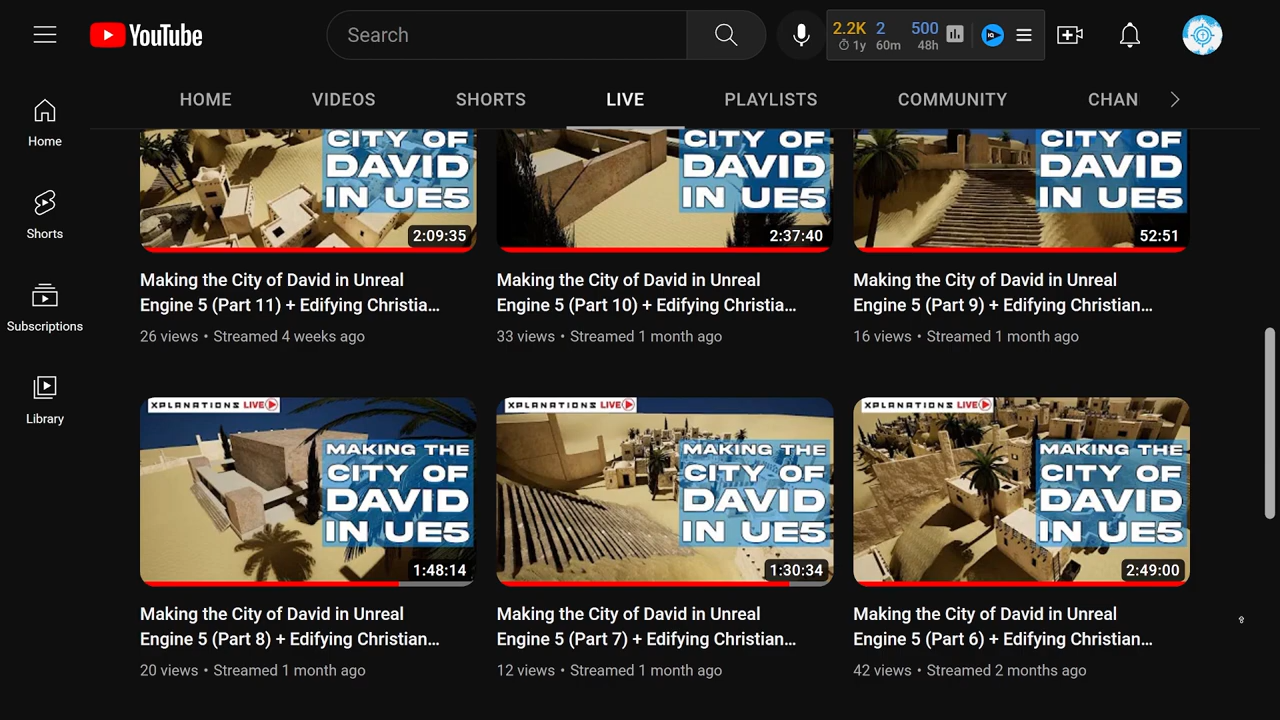 YouTube
Search
2.2K 2 500
1y 60m 48h
IQ
HOME VIDEOS SHORTS LIVE PLAYLISTS COMMUNITY CHAN
Home
Shorts
Subscriptions
Library
CITY OF
DAVID
IN UE5
2:09:35
Making the City of David in Unreal
Engine 5 (Part 11) + Edifying Christia...
26 views • Streamed 4 weeks ago
CITY OF
DAVID
IN UE5
2:37:40
Making the City of David in Unreal
Engine 5 (Part 10) + Edifying Christia...
33 views • Streamed 1 month ago
CITY OF
DAVID
IN UE5
52:51
Making the City of David in Unreal
Engine 5 (Part 9) + Edifying Christian...
16 views • Streamed 1 month ago
XPLANATIONS LIVE
MAKING THE
CITY OF
DAVID
IN UE5
1:48:14
Making the City of David in Unreal
Engine 5 (Part 8) + Edifying Christian...
20 views • Streamed 1 month ago
XPLANATIONS LIVE
MAKING THE
CITY OF
DAVID
IN UE5
1:30:34
Making the City of David in Unreal
Engine 5 (Part 7) + Edifying Christian...
12 views • Streamed 1 month ago
XPLANATIONS LIVE
MAKING THE
CITY OF
DAVID
IN UE5
2:49:00
Making the City of David in Unreal
Engine 5 (Part 6) + Edifying Christian...
42 views • Streamed 2 months ago